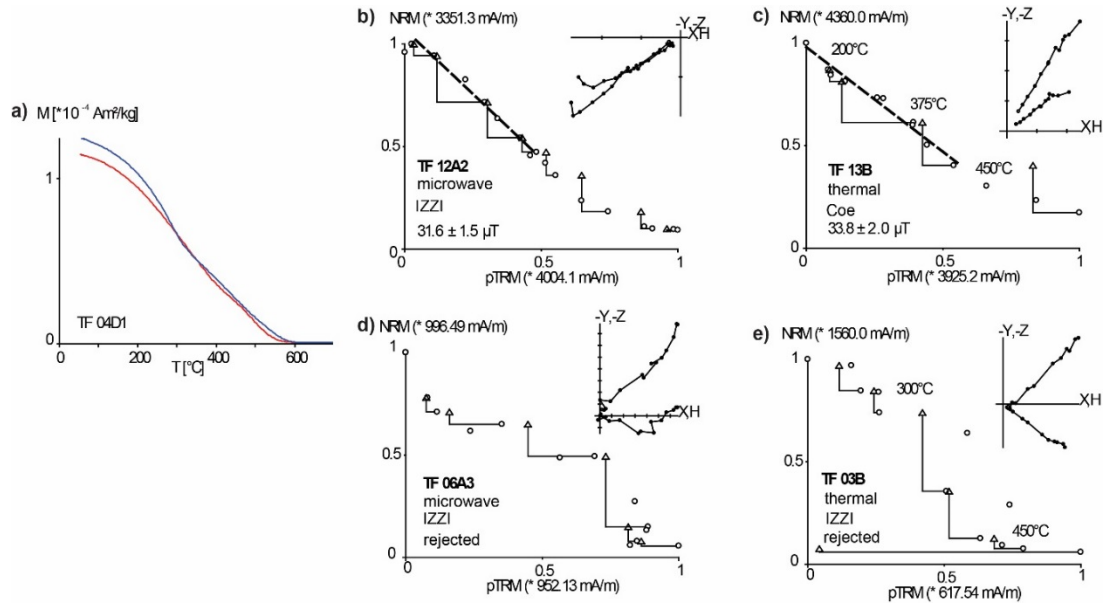 a)
M [*10⁻⁴ Am²/kg]
1
0
0
200
400
600
T [°C]
TF 04D1
b)
NRM (* 3351.3 mA/m)
-Y,-Z
X,H
1
0.5
0
0
0.5
1
TF 12A2
microwave
IZZI
31.6 ± 1.5 µT
pTRM (* 4004.1 mA/m)
c)
NRM (* 4360.0 mA/m)
-Y,-Z
X,H
1
0.5
0
0
0.5
1
200°C
375°C
450°C
TF 13B
thermal
Coe
33.8 ± 2.0 µT
pTRM (* 3925.2 mA/m)
d)
NRM (* 996.49 mA/m)
-Y,-Z
X,H
1
0.5
0
0
0.5
1
TF 06A3
microwave
IZZI
rejected
pTRM (* 952.13 mA/m)
e)
NRM (* 1560.0 mA/m)
-Y,-Z
X,H
1
0.5
0
0
0.5
1
300°C
450°C
TF 03B
thermal
IZZI
rejected
pTRM (* 617.54 mA/m)